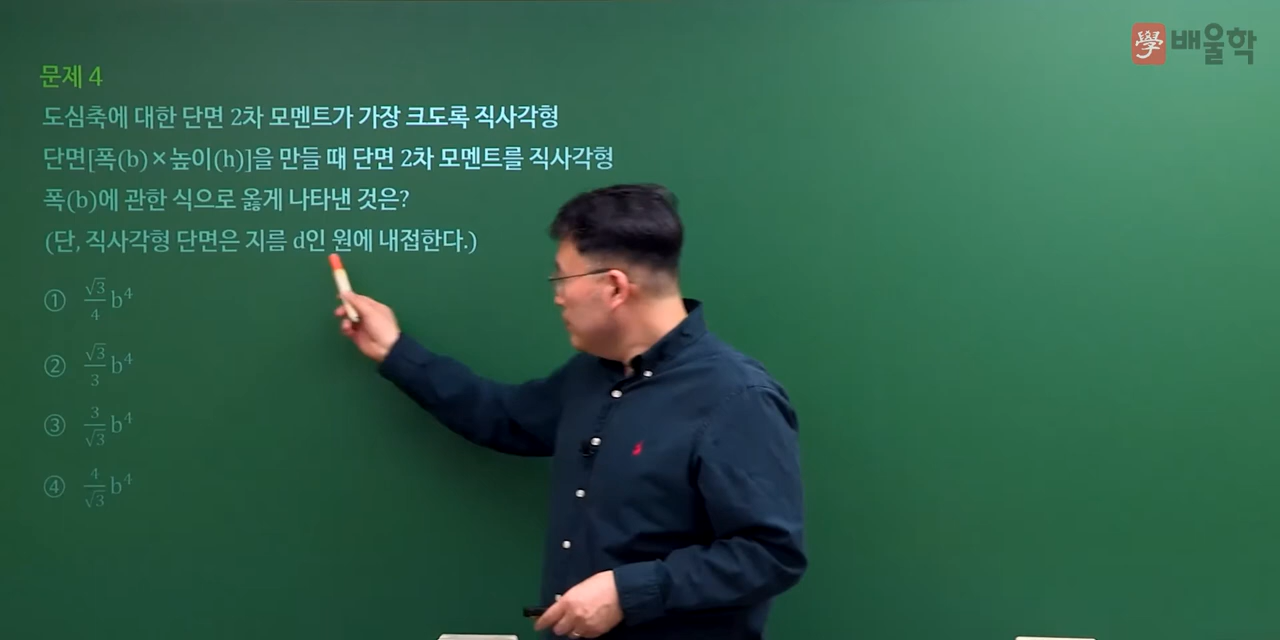 學 배울학
문제 4
도심축에 대한 단면 2차 모멘트가 가장 크도록 직사각형
단면[폭(b)×높이(h)]을 만들 때 단면 2차 모멘트를 직사각형
폭(b)에 관한 식으로 옳게 나타낸 것은?
(단, 직사각형 단면은 지름 d인 원에 내접한다.)
① √3/4 b⁴
② √3/3 b⁴
③ 3/√3 b⁴
④ 4/√3 b⁴